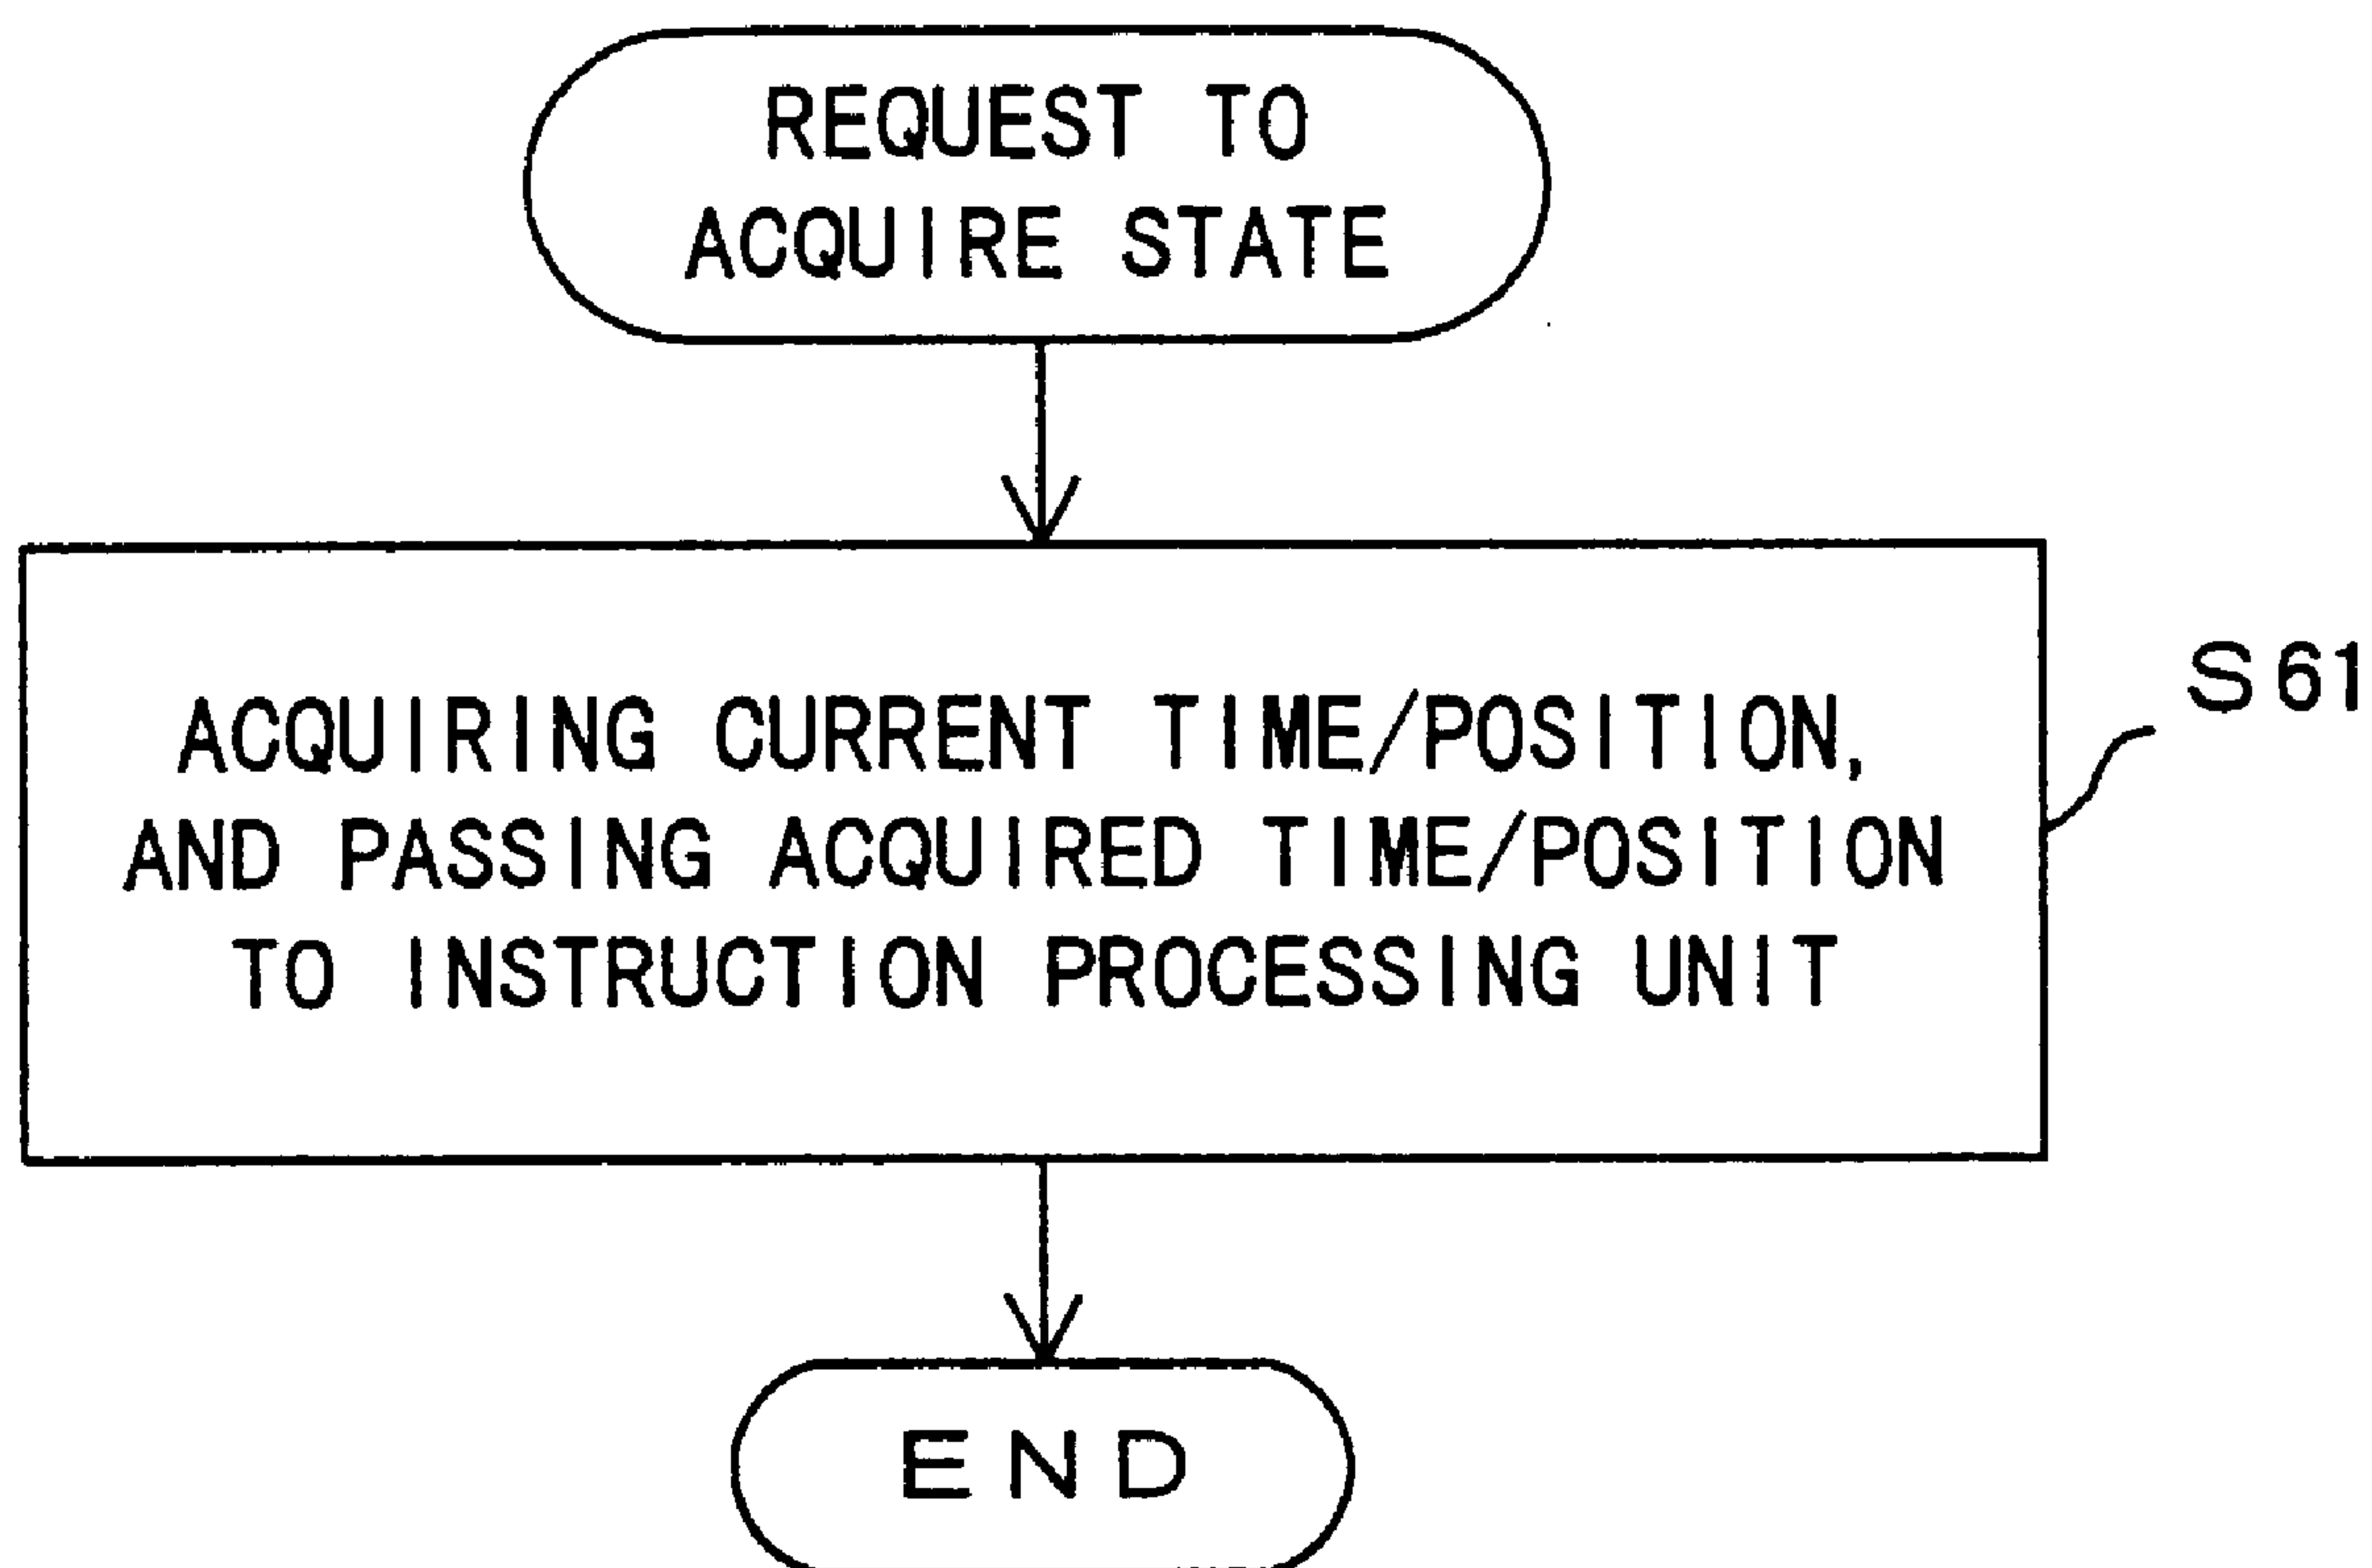 REQUEST TO
ACQUIRE STATE
ACQUIRING CURRENT TIME/POSITION,
AND PASSING ACQUIRED TIME/POSITION
TO INSTRUCTION PROCESSING UNIT
S61
END